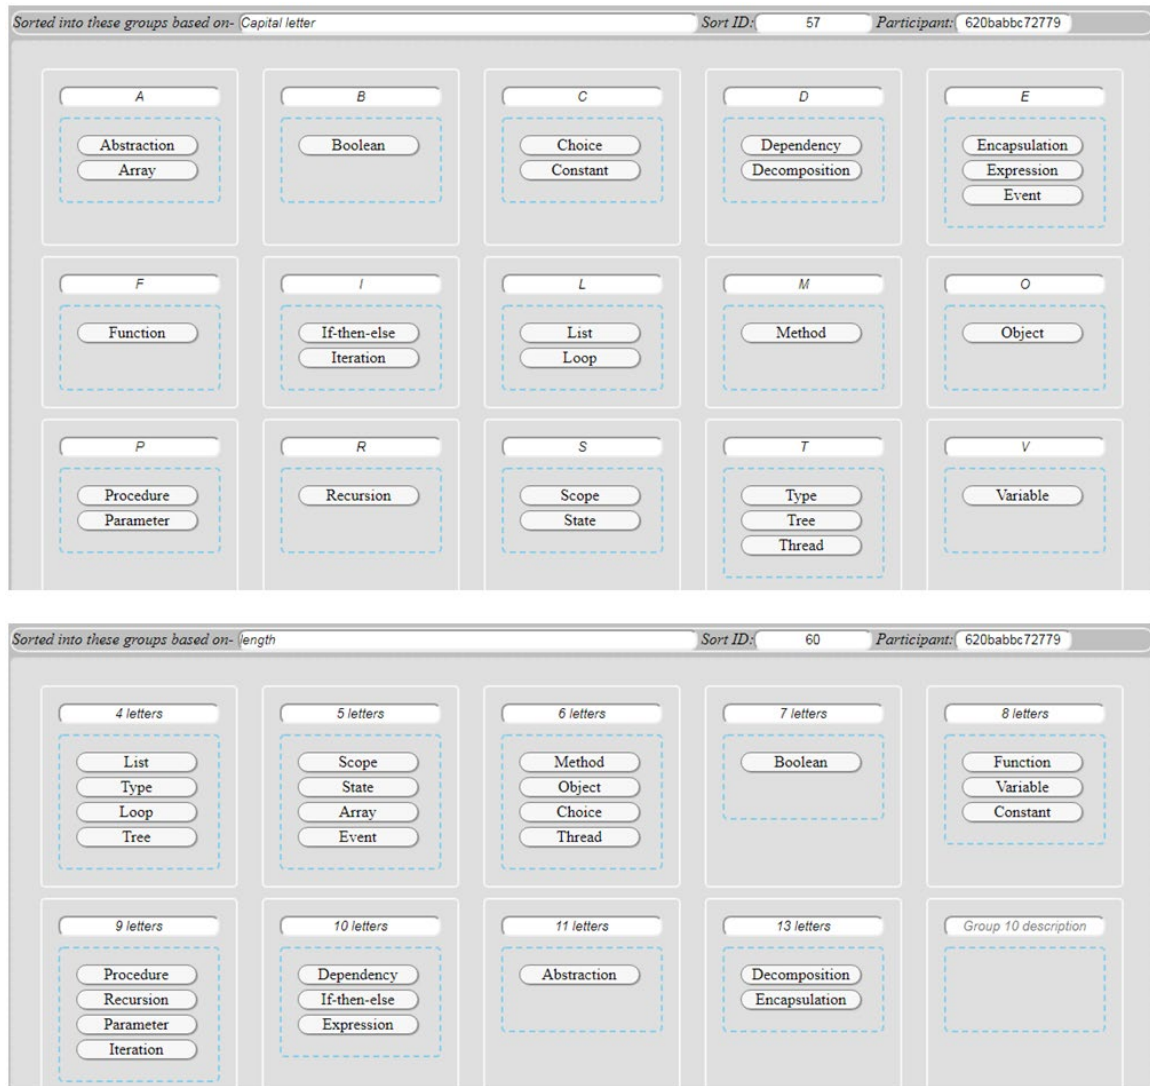 Sorted into these groups based on- Capital letter Sort ID: 57 Participant: 620babbc72779
A B C D E
Abstraction Boolean Choice Dependency Encapsulation
Array Constant Decomposition Expression
Event
F I L M O
Function If-then-else List Method Object
Iteration Loop
P R S T V
Procedure Recursion Scope Type Variable
Parameter State Tree
Thread
Sorted into these groups based on- length Sort ID: 60 Participant: 620babbc72779
4 letters 5 letters 6 letters 7 letters 8 letters
List Scope Method Boolean Function
Type State Object Variable
Loop Array Choice Constant
Tree Event Thread
9 letters 10 letters 11 letters 13 letters Group 10 description
Procedure Dependency Abstraction Decomposition
Recursion If-then-else Encapsulation
Parameter Expression
Iteration